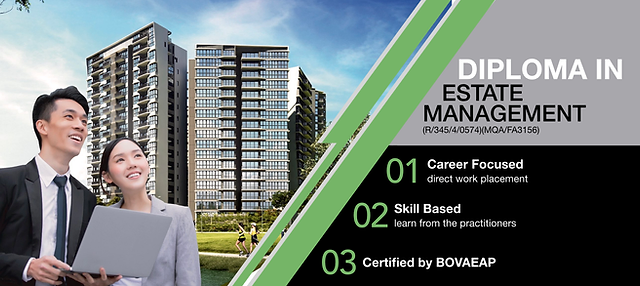 DIPLOMA IN
ESTATE
MANAGEMENT
(R/345/4/0574)(MQA/FA3156)
01 Career Focused
direct work placement
02 Skill Based
learn from the practitioners
03 Certified by BOVAEAP